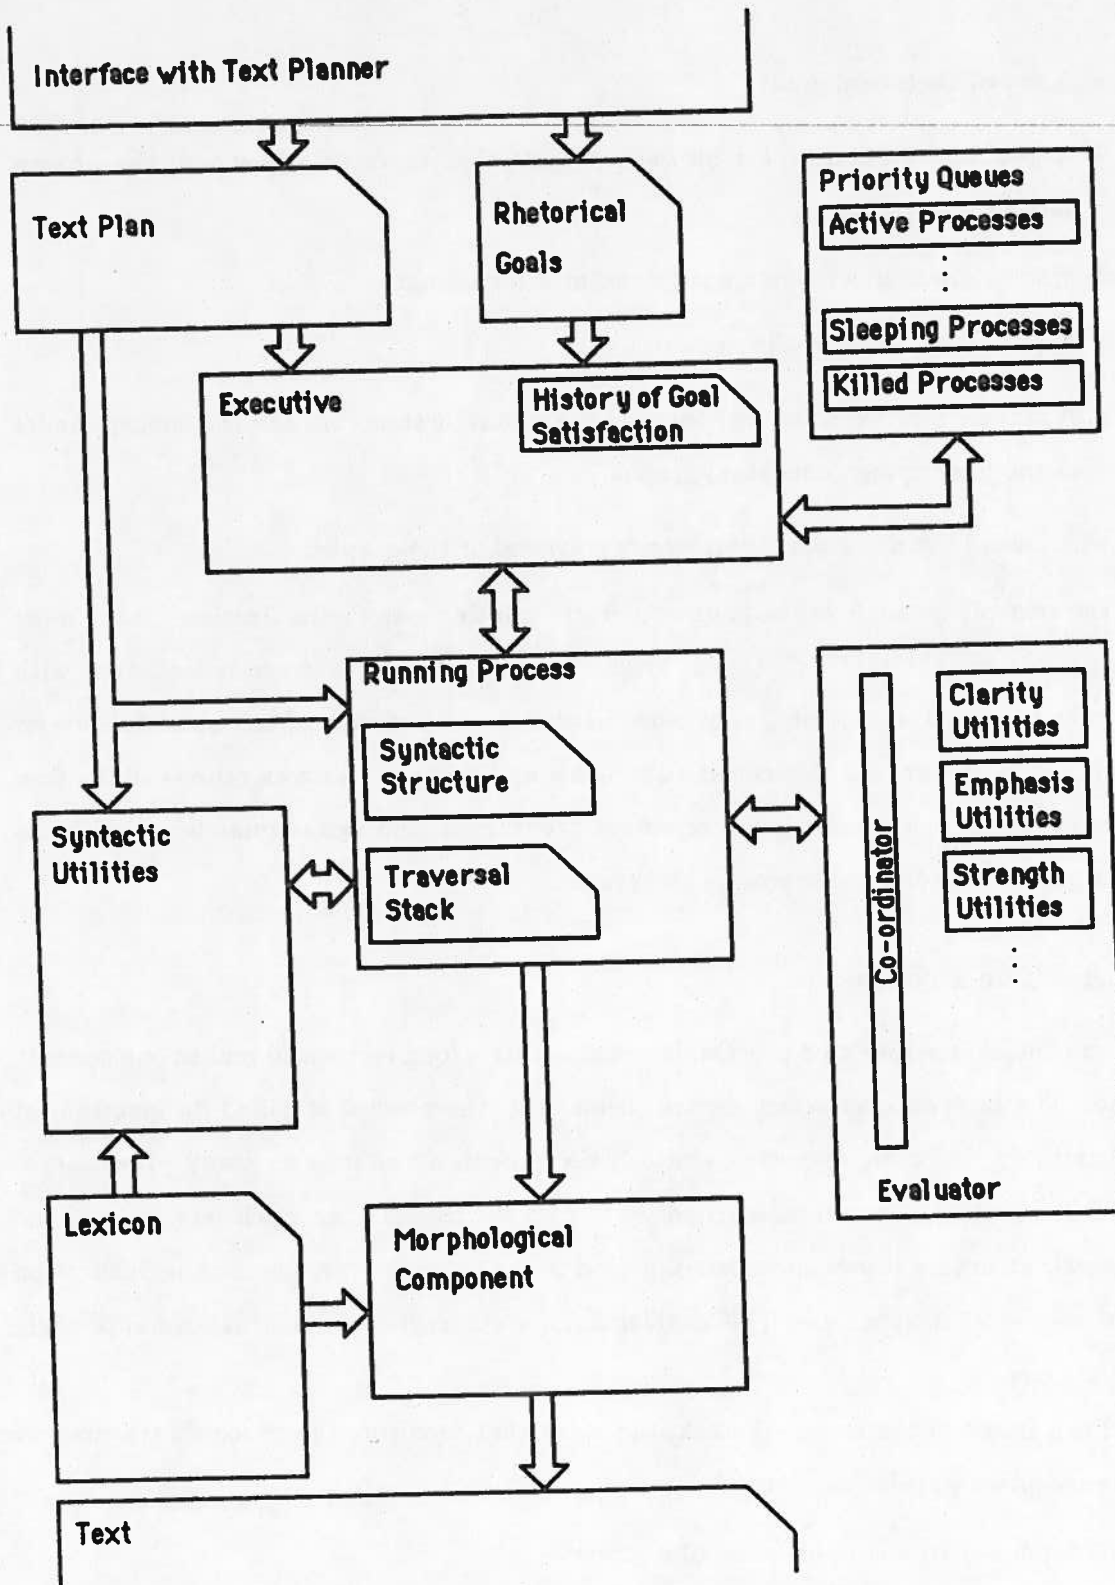 Interface with Text Planner
Text Plan
Rhetorical
Goals
Priority Queues
Active Processes
Sleeping Processes
Killed Processes
Executive
History of Goal
Satisfaction
Running Process
Syntactic
Structure
Traversal
Stack
Syntactic
Utilities
Co-ordinator
Clarity
Utilities
Emphasis
Utilities
Strength
Utilities
Evaluator
Lexicon
Morphological
Component
Text